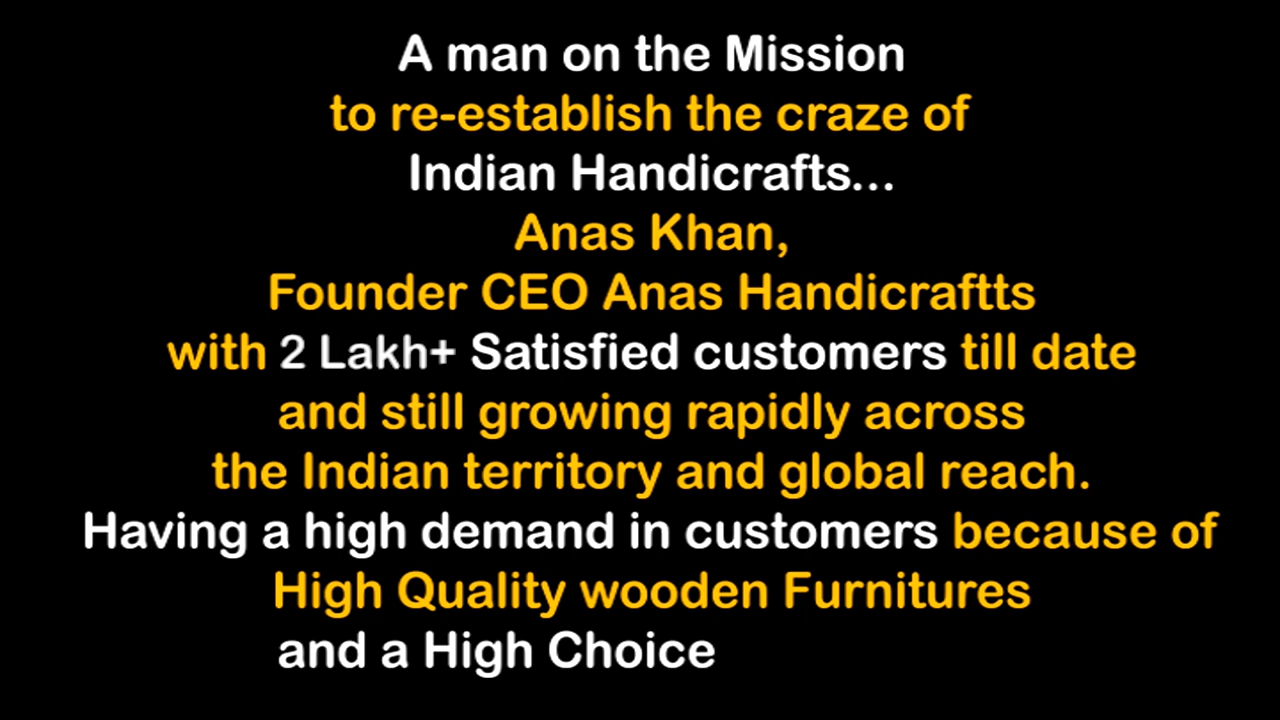 A man on the Mission
to re-establish the craze of
Indian Handicrafts...
Anas Khan,
Founder CEO Anas Handicraftts
with 2 Lakh+ Satisfied customers till date
and still growing rapidly across
the Indian territory and global reach.
Having a high demand in customers because of
High Quality wooden Furnitures
and a High Choice